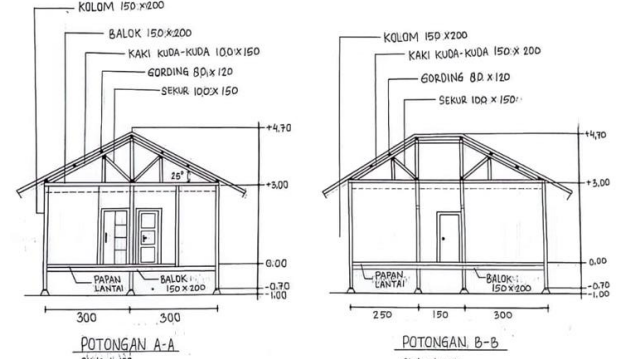 KOLOM 150 X 200
BALOK 150 X 200
KAKI KUDA-KUDA 100 X 150
GORDING 80 X 120
SEKUR 100 X 150
+4.70
25°
+3.00
0.00
PAPAN LANTAI
BALOK 150 X 200
-0.70
-1.00
300
300
POTONGAN A-A
KOLOM 150 X 200
KAKI KUDA-KUDA 150 X 200
GORDING 80 X 120
SEKUR 100 X 150
+4,70
+3.00
0.00
PAPAN LANTAI
BALOK 150 X 200
-0.70
-1.00
250
150
300
POTONGAN B-B